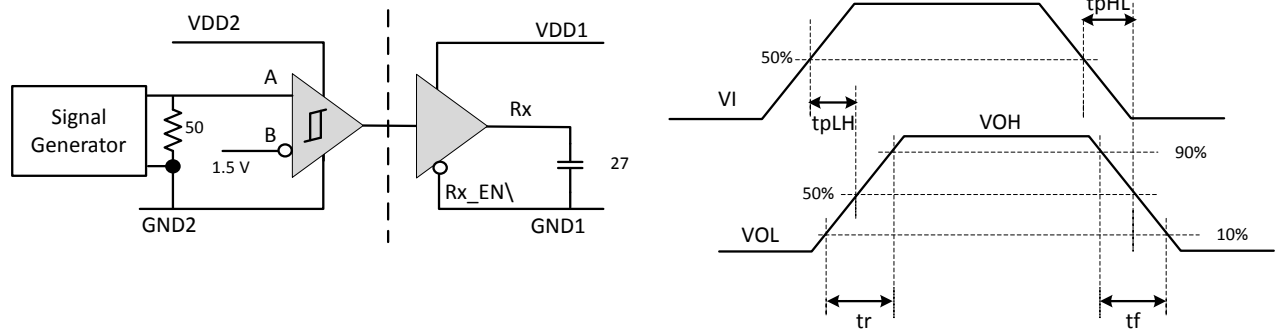 VDD2
VDD1
A
Signal
Generator
50
B
1.5 V
Rx
27
Rx_EN\
GND2
GND1
tpHL
50%
VI
tpLH
VOH
90%
50%
VOL
10%
tr
tf